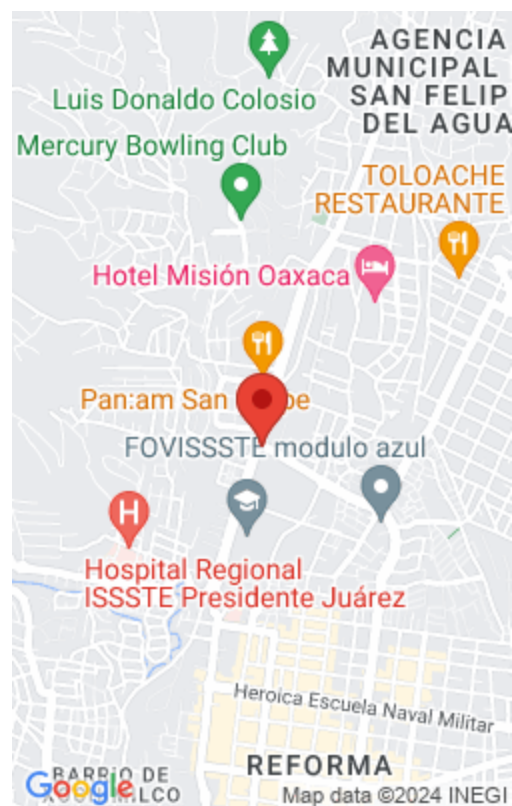 AGENCIA
MUNICIPAL
SAN FELIP
DEL AGUA
Luis Donaldo Colosio
Mercury Bowling Club
TOLOACHE
RESTAURANTE
Hotel Misión Oaxaca
Pan:am San
FOVISSSTE modulo azul
H
Hospital Regional
ISSSTE Presidente Juárez
Heroica Escuela Naval Militar
REFORMA
BARRIO DE
Google
Map data ©2024 INEGI